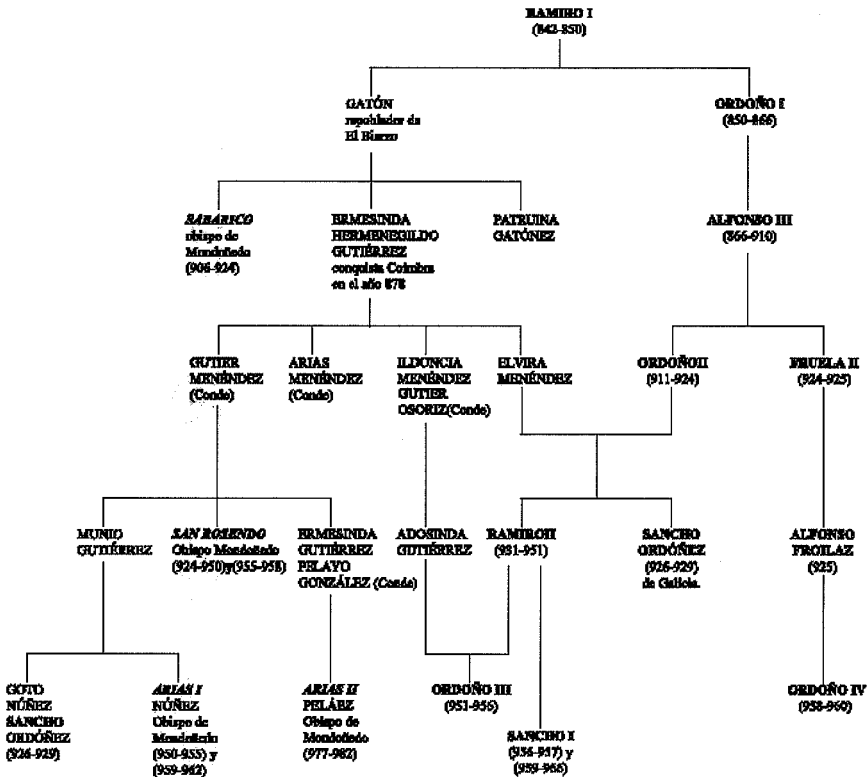 RAMIRO I
(842-850)
GATÓN
repoblador de
El Bierzo
ORDOÑO I
(850-866)
SABARICO
obispo de
Mondoñedo
(906-924)
ERMESINDA
HERMENEGILDO
GUTIÉRREZ
conquista Coimbra
en el año 878
PATRUINA
GATÓNEZ
ALFONSO III
(866-910)
GUTIER
MENÉNDEZ
(Conde)
ARIAS
MENÉNDEZ
(Conde)
ILDONCIA
MENÉNDEZ
GUTIER
OSORIZ(Conde)
ELVIRA
MENÉNDEZ
ORDOÑOII
(911-924)
FRUELA II
(924-925)
MUNIO
GUTIÉRREZ
SAN ROSENDO
Obispo Mondoñedo
(924-950)y(955-958)
ERMESINDA
GUTIÉRREZ
PELAYO
GONZÁLEZ (Conde)
ADOSINDA
GUTIÉRREZ
RAMIROII
(931-951)
SANCHO
ORDÓÑEZ
(926-929)
de Galicia.
ALFONSO
FROILAZ
(925)
GOTO
NÚÑEZ
SANCHO
ORDÓÑEZ
(926-929)
ARIAS I
NÚÑEZ
Obispo de
Mondoñedo
(950-955) y
(959-962)
ARIAS II
PELÁEZ
Obispo de
Mondoñedo
(977-982)
ORDOÑO III
(951-956)
SANCHO I
(956-957) y
(959-966)
ORDOÑO IV
(958-960)